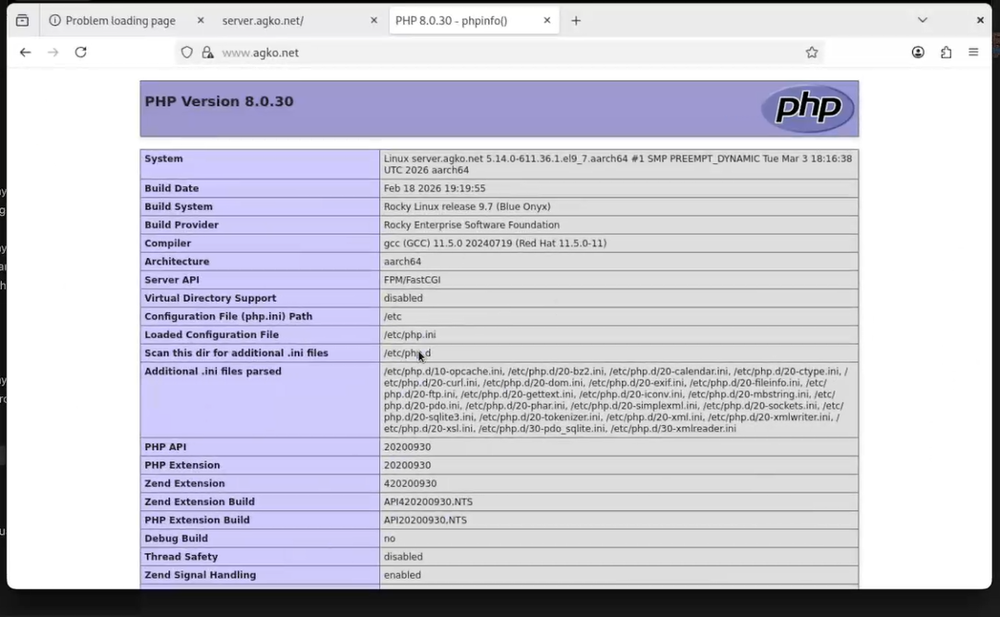 Problem loading page
server.agko.net/
PHP 8.0.30 - phpinfo()
www.agko.net
PHP Version 8.0.30
php
System
Linux server.agko.net 5.14.0-611.36.1.el9_7.aarch64 #1 SMP PREEMPT_DYNAMIC Tue Mar 3 18:16:38
UTC 2026 aarch64
Build Date
Feb 18 2026 19:19:55
Build System
Rocky Linux release 9.7 (Blue Onyx)
Build Provider
Rocky Enterprise Software Foundation
Compiler
gcc (GCC) 11.5.0 20240719 (Red Hat 11.5.0-11)
Architecture
aarch64
Server API
FPM/FastCGI
Virtual Directory Support
disabled
Configuration File (php.ini) Path
/etc
Loaded Configuration File
/etc/php.ini
Scan this dir for additional .ini files
/etc/php.d
Additional .ini files parsed
/etc/php.d/10-opcache.ini, /etc/php.d/20-bz2.ini, /etc/php.d/20-calendar.ini, /etc/php.d/20-ctype.ini, /
etc/php.d/20-curl.ini, /etc/php.d/20-dom.ini, /etc/php.d/20-exif.ini, /etc/php.d/20-fileinfo.ini, /etc/
php.d/20-ftp.ini, /etc/php.d/20-gettext.ini, /etc/php.d/20-iconv.ini, /etc/php.d/20-mbstring.ini, /etc/
php.d/20-pdo.ini, /etc/php.d/20-phar.ini, /etc/php.d/20-simplexml.ini, /etc/php.d/20-sockets.ini, /etc/
php.d/20-sqlite3.ini, /etc/php.d/20-tokenizer.ini, /etc/php.d/20-xml.ini, /etc/php.d/20-xmlwriter.ini, /
etc/php.d/20-xsl.ini, /etc/php.d/30-pdo_sqlite.ini, /etc/php.d/30-xmlreader.ini
PHP API
20200930
PHP Extension
20200930
Zend Extension
420200930
Zend Extension Build
API420200930,NTS
PHP Extension Build
API20200930,NTS
Debug Build
no
Thread Safety
disabled
Zend Signal Handling
enabled